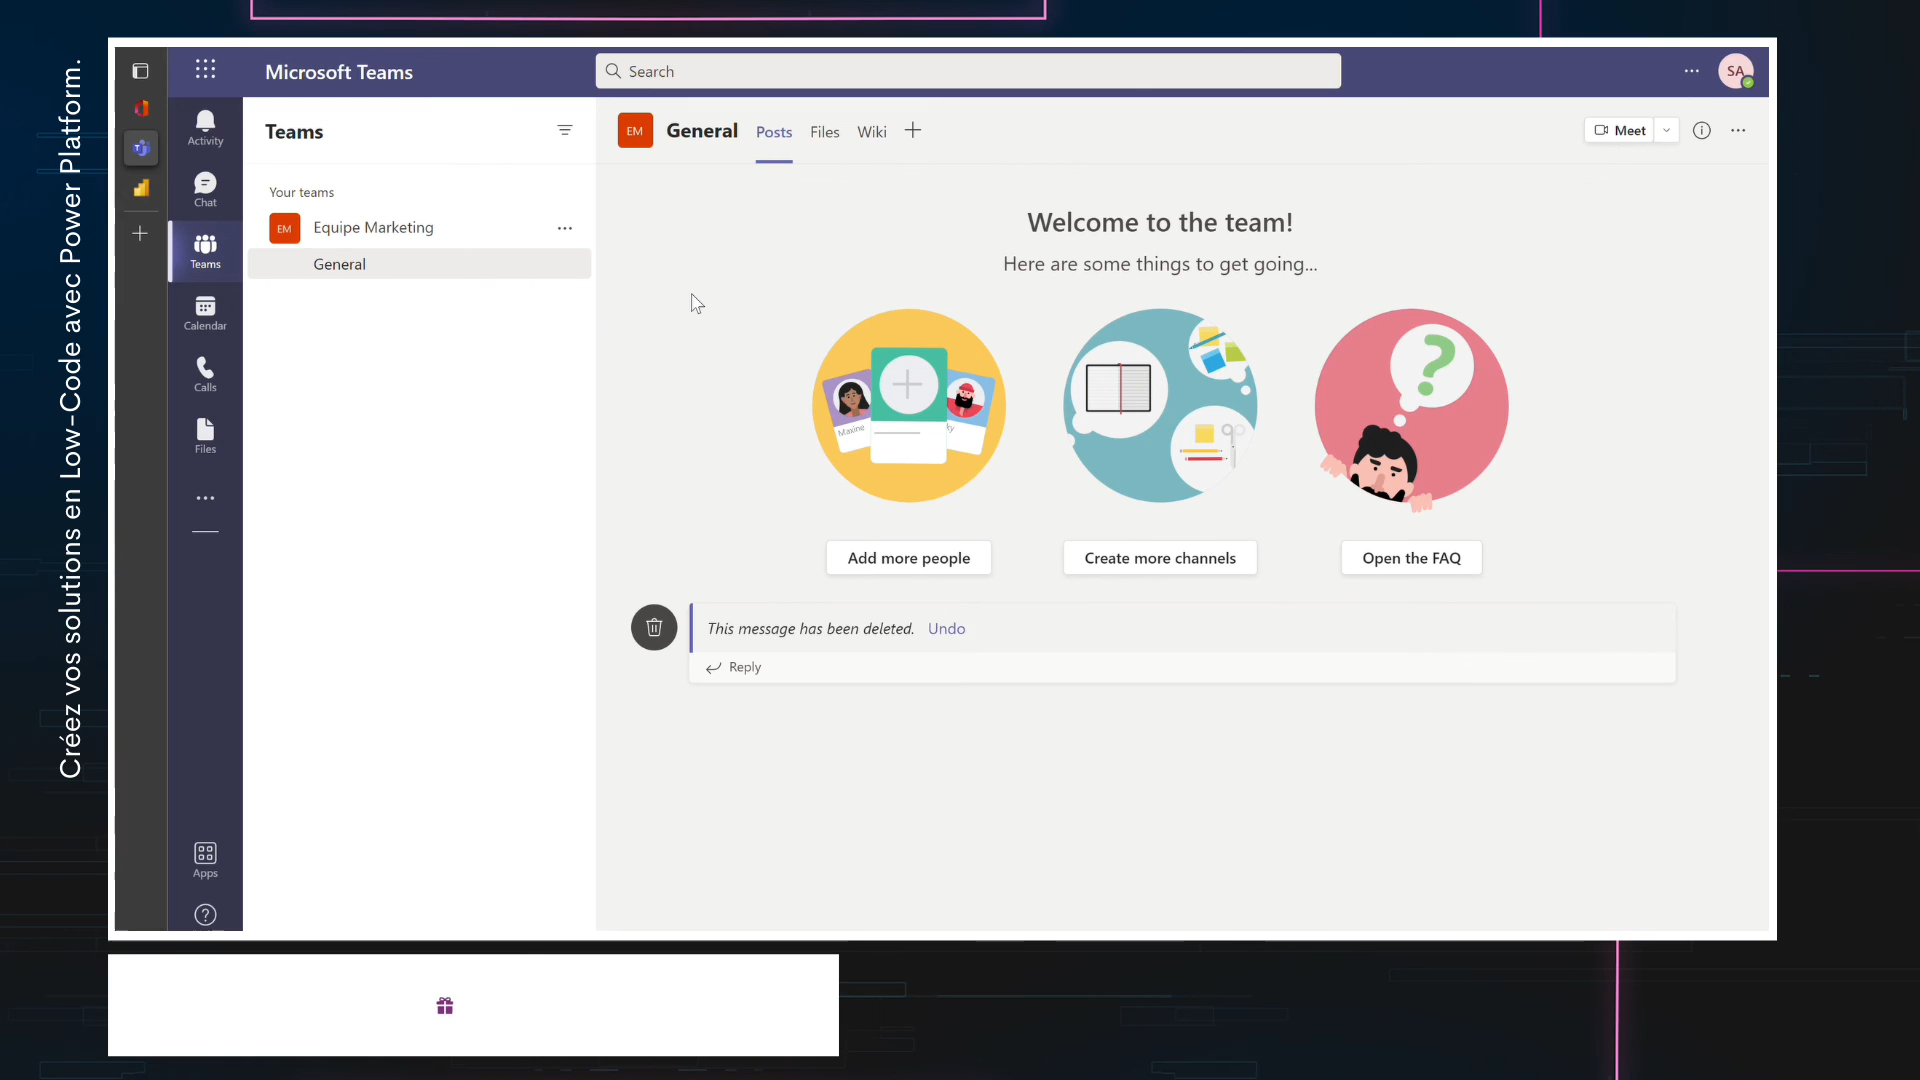 Créez vos solutions en Low-Code avec Power Platform.
Microsoft Teams
Search
SA
Activity
Chat
Teams
Calendar
Calls
Files
Apps
Teams
Your teams
EM
Equipe Marketing
General
EM
General
Posts
Files
Wiki
Meet
Welcome to the team!
Here are some things to get going...
Maxine
ky
Add more people
Create more channels
Open the FAQ
This message has been deleted. Undo
Reply